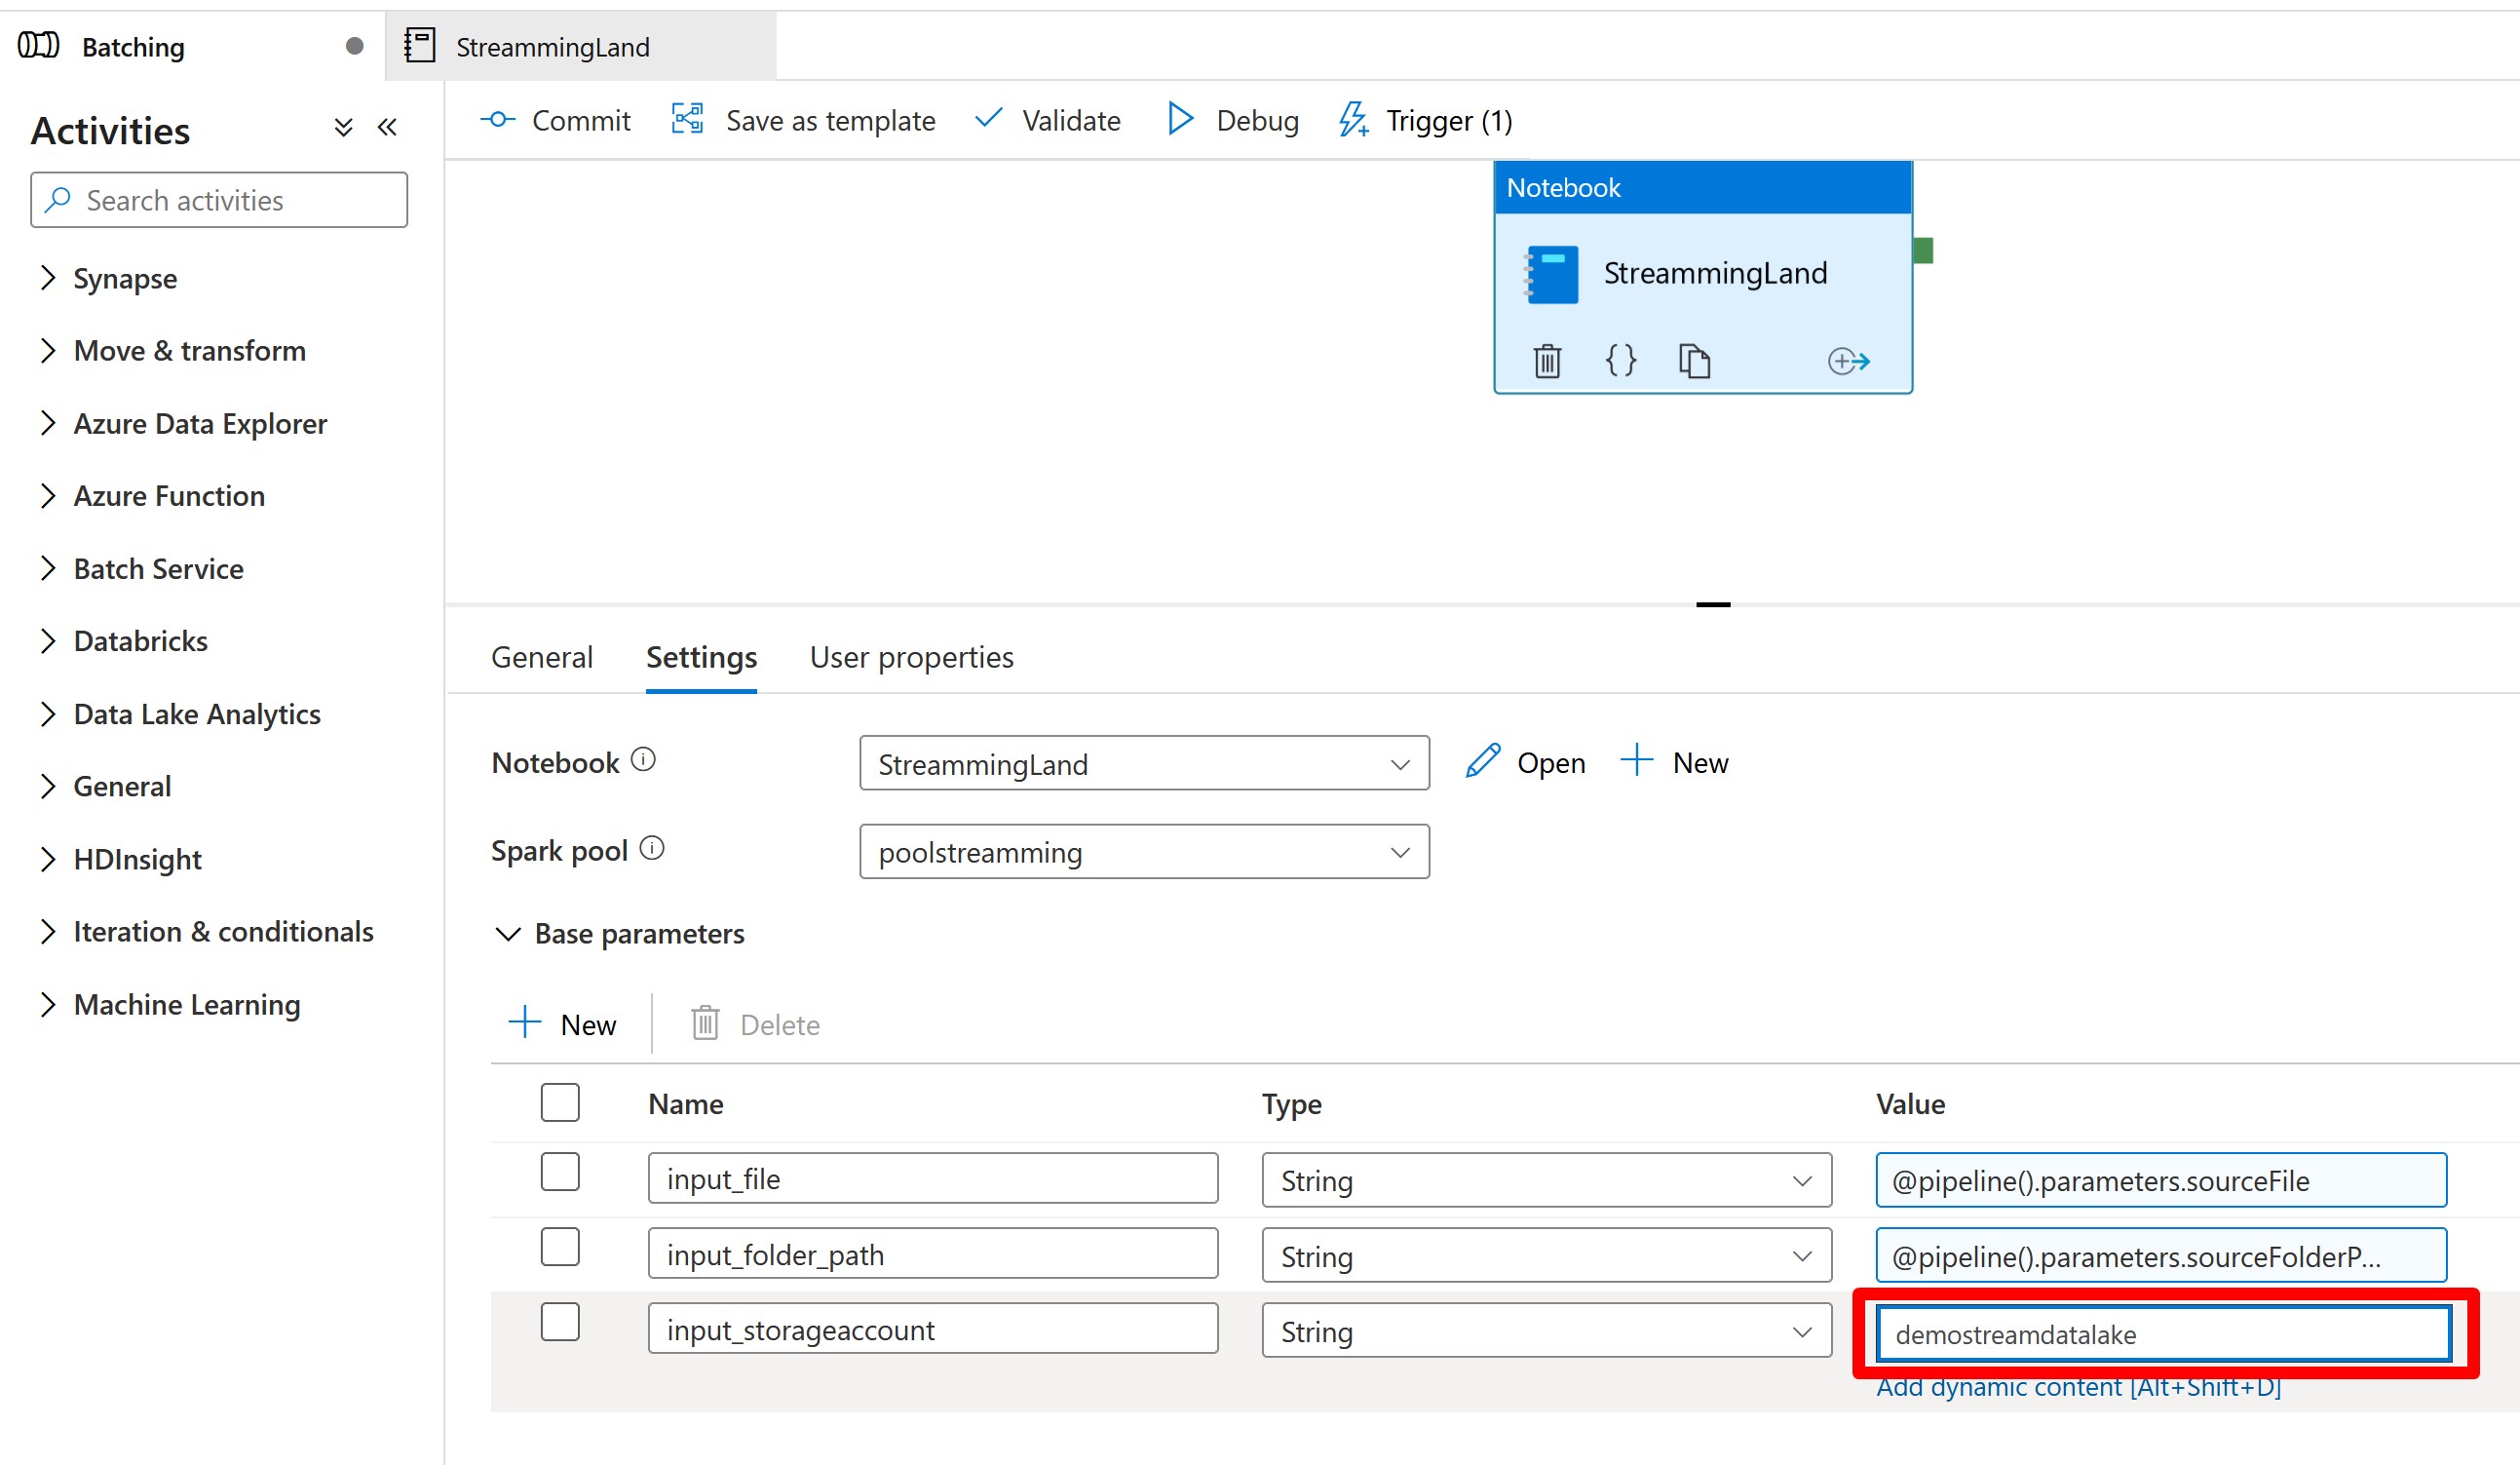 Batching
StreammingLand
Activities
Commit
Save as template
Validate
Debug
Trigger (1)
Search activities
Synapse
Move & transform
Azure Data Explorer
Azure Function
Batch Service
Databricks
Data Lake Analytics
General
HDInsight
Iteration & conditionals
Machine Learning
Notebook
StreammingLand
{}
General
Settings
User properties
Notebook
StreammingLand
Open
New
Spark pool
poolstreamming
Base parameters
New
Delete
Name Type Value
input_file String @pipeline().parameters.sourceFile
input_folder_path String @pipeline().parameters.sourceFolderP...
input_storageaccount String demostreamdatalake
Add dynamic content [Alt+Shift+D]